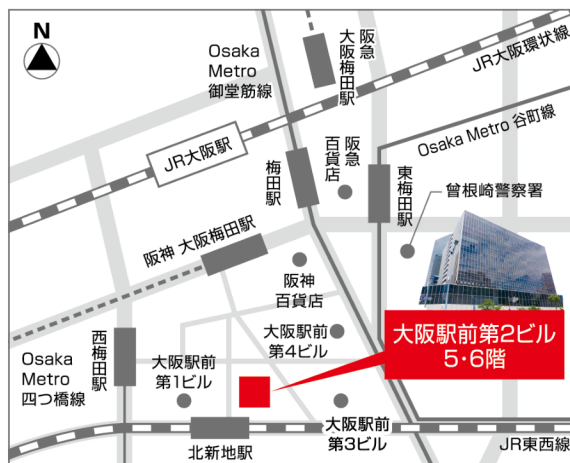 N
Osaka
Metro
御堂筋線
阪急
大阪梅田駅
JR大阪環状線
JR大阪駅
梅田駅
阪急
百貨店
東梅田駅
Osaka Metro 谷町線
曾根崎警察署
阪神 大阪梅田駅
阪神
百貨店
西梅田駅
Osaka
Metro
四つ橋線
大阪駅前
第1ビル
大阪駅前
第4ビル
大阪駅前第2ビル
5・6階
大阪駅前
第3ビル
北新地駅
JR東西線